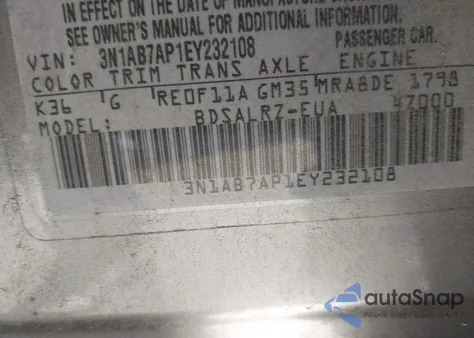 IN EFFECT ON THE DATE OF MANUFACTURE
SEE OWNER'S MANUAL FOR ADDITIONAL INFORMATION.
VIN: 3N1AB7AP1EY232108 PASSENGER CAR.
COLOR TRIM TRANS AXLE ENGINE
K36 G RE0F11A GM35 MRA8DE 1798
MODEL: BDSALRZ-EUA 47000
3N1AB7AP1EY232108
autoSnap